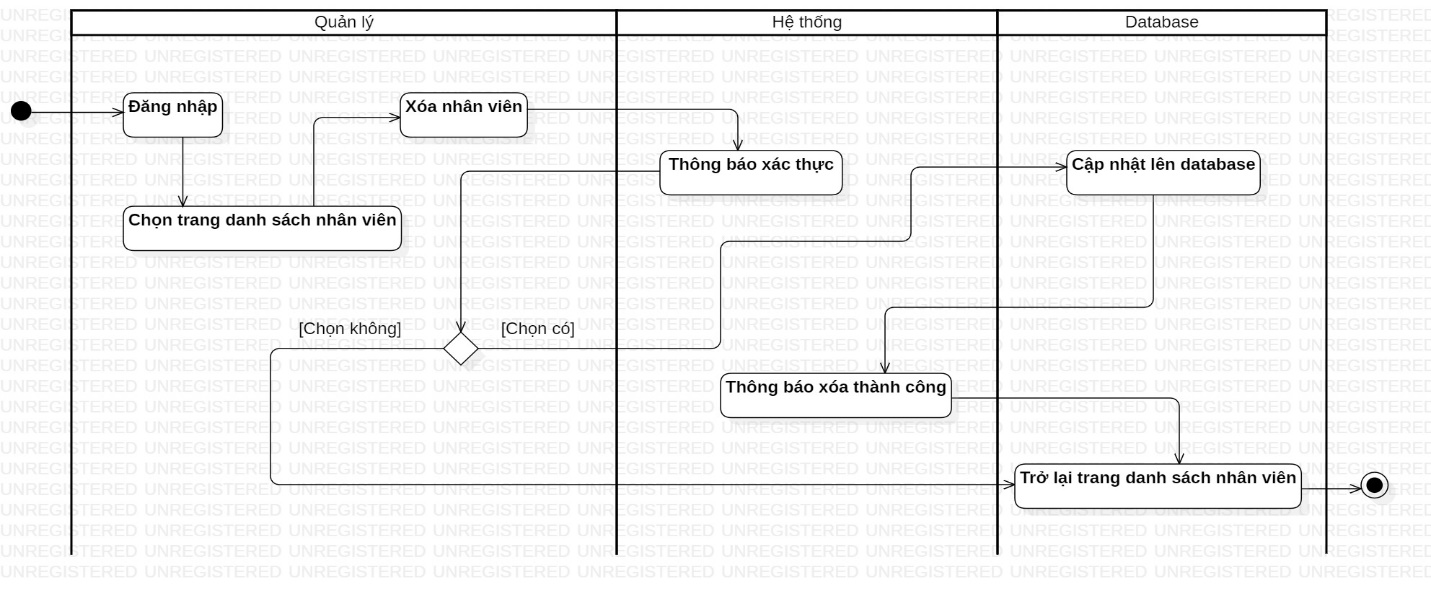 Quản lý
Hệ thống
Database
Đăng nhập
Xóa nhân viên
Thông báo xác thực
Cập nhật lên database
Chọn trang danh sách nhân viên
[Chọn không]
[Chọn có]
Thông báo xóa thành công
Trở lại trang danh sách nhân viên
UNREGISTERED